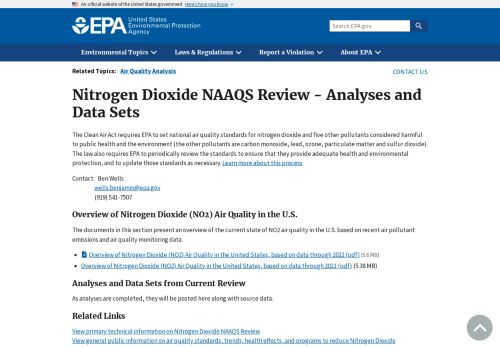 An official website of the United States government Here's how you know
EPA United States
Environmental Protection
Agency
Search EPA.gov
Environmental Topics Laws & Regulations Report a Violation About EPA
Related Topics: Air Quality Analysis CONTACT US
Nitrogen Dioxide NAAQS Review - Analyses and
Data Sets
The Clean Air Act requires EPA to set national air quality standards for nitrogen dioxide and five other pollutants considered harmful
to public health and the environment (the other pollutants are carbon monoxide, lead, ozone, particulate matter and sulfur dioxide).
The law also requires EPA to periodically review the standards to ensure that they provide adequate health and environmental
protection, and to update those standards as necessary. Learn more about this process
Contact: Ben Wells
wells.benjamin@epa.gov
(919) 541-7507
Overview of Nitrogen Dioxide (NO2) Air Quality in the U.S.
The documents in this section present an overview of the current state of NO2 air quality in the U.S. based on recent air pollutant
emissions and air quality monitoring data.
Overview of Nitrogen Dioxide (NO2) Air Quality in the United States, based on data through 2022 (pdf) (5.6 MB)
Overview of Nitrogen Dioxide (NO2) Air Quality in the United States, based on data through 2021 (pdf) (5.38 MB)
Analyses and Data Sets from Current Review
As analyses are completed, they will be posted here along with source data.
Related Links
View primary technical information on Nitrogen Dioxide NAAQS Review
View general public information on air quality standards, trends, health effects, and programs to reduce Nitrogen Dioxide